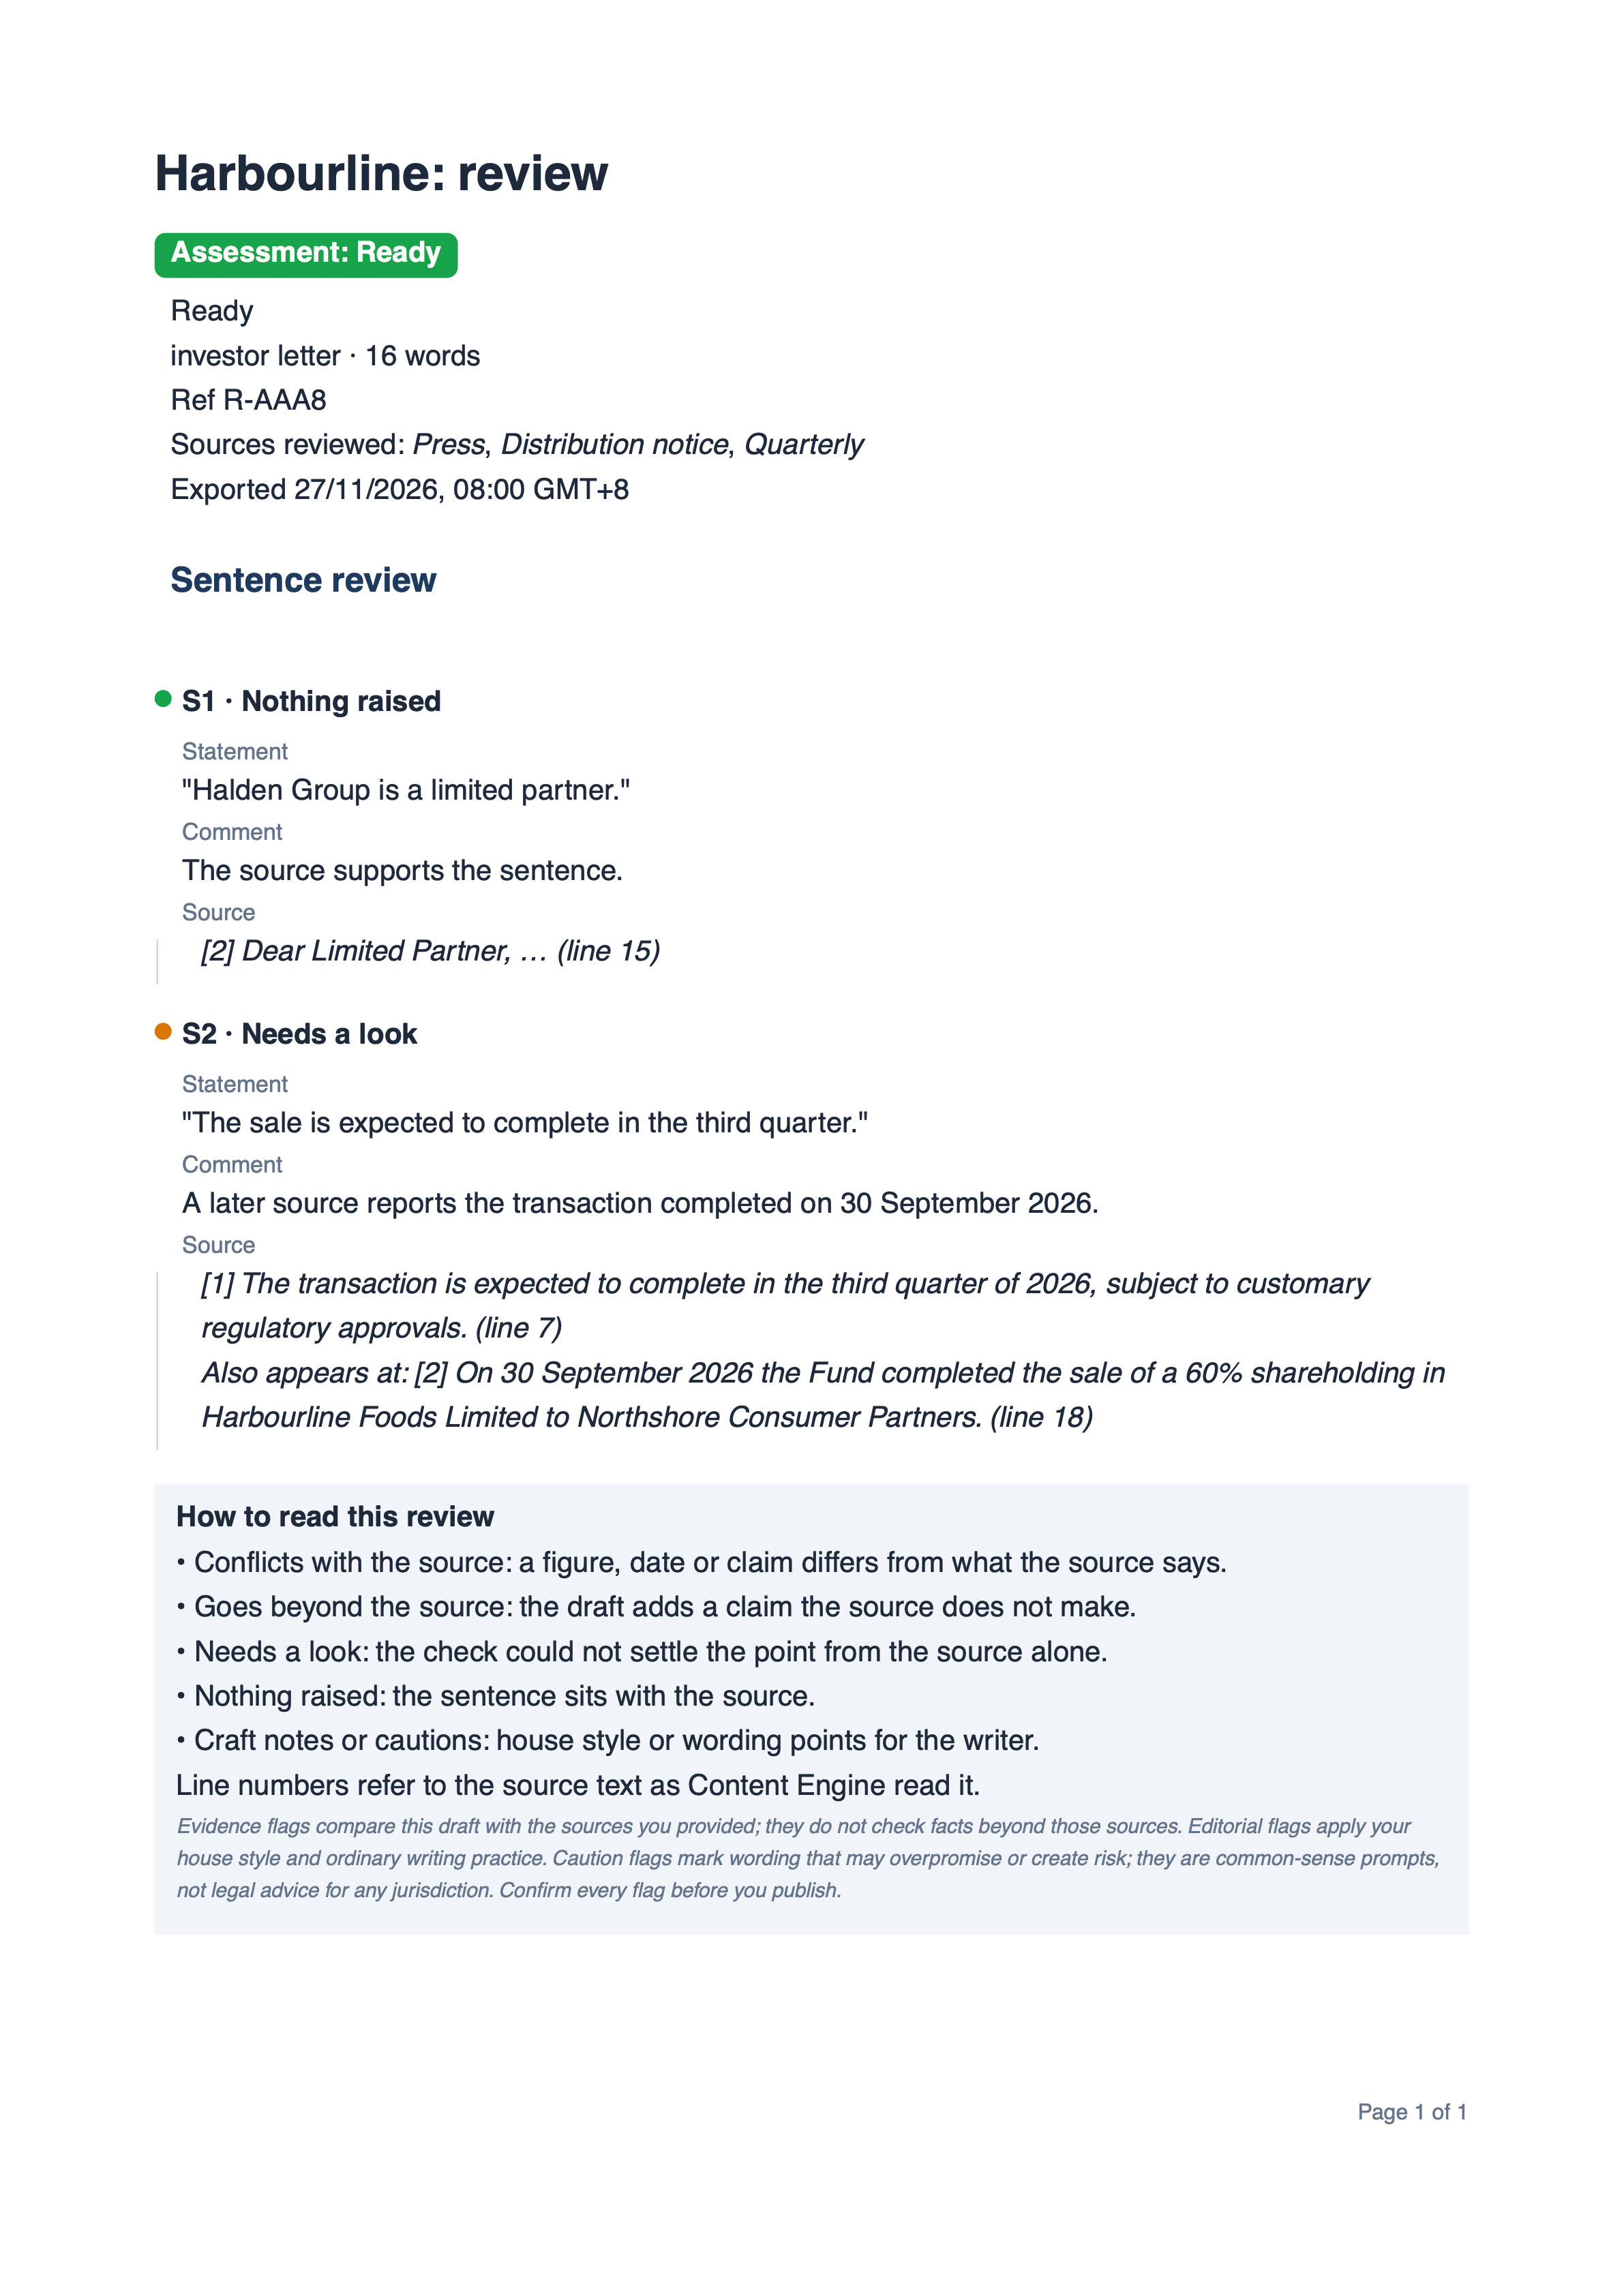 Harbourline: review
Assessment: Ready
Ready
investor letter · 16 words
Ref R-AAA8
Sources reviewed: Press, Distribution notice, Quarterly
Exported 27/11/2026, 08:00 GMT+8
Sentence review
S1 · Nothing raised
Statement
"Halden Group is a limited partner."
Comment
The source supports the sentence.
Source
[2] Dear Limited Partner, … (line 15)
S2 · Needs a look
Statement
"The sale is expected to complete in the third quarter."
Comment
A later source reports the transaction completed on 30 September 2026.
Source
[1] The transaction is expected to complete in the third quarter of 2026, subject to customary
regulatory approvals. (line 7)
Also appears at: [2] On 30 September 2026 the Fund completed the sale of a 60% shareholding in
Harbourline Foods Limited to Northshore Consumer Partners. (line 18)
How to read this review
• Conflicts with the source: a figure, date or claim differs from what the source says.
• Goes beyond the source: the draft adds a claim the source does not make.
• Needs a look: the check could not settle the point from the source alone.
• Nothing raised: the sentence sits with the source.
• Craft notes or cautions: house style or wording points for the writer.
Line numbers refer to the source text as Content Engine read it.
Evidence flags compare this draft with the sources you provided; they do not check facts beyond those sources. Editorial flags apply your
house style and ordinary writing practice. Caution flags mark wording that may overpromise or create risk; they are common-sense prompts,
not legal advice for any jurisdiction. Confirm every flag before you publish.
Page 1 of 1